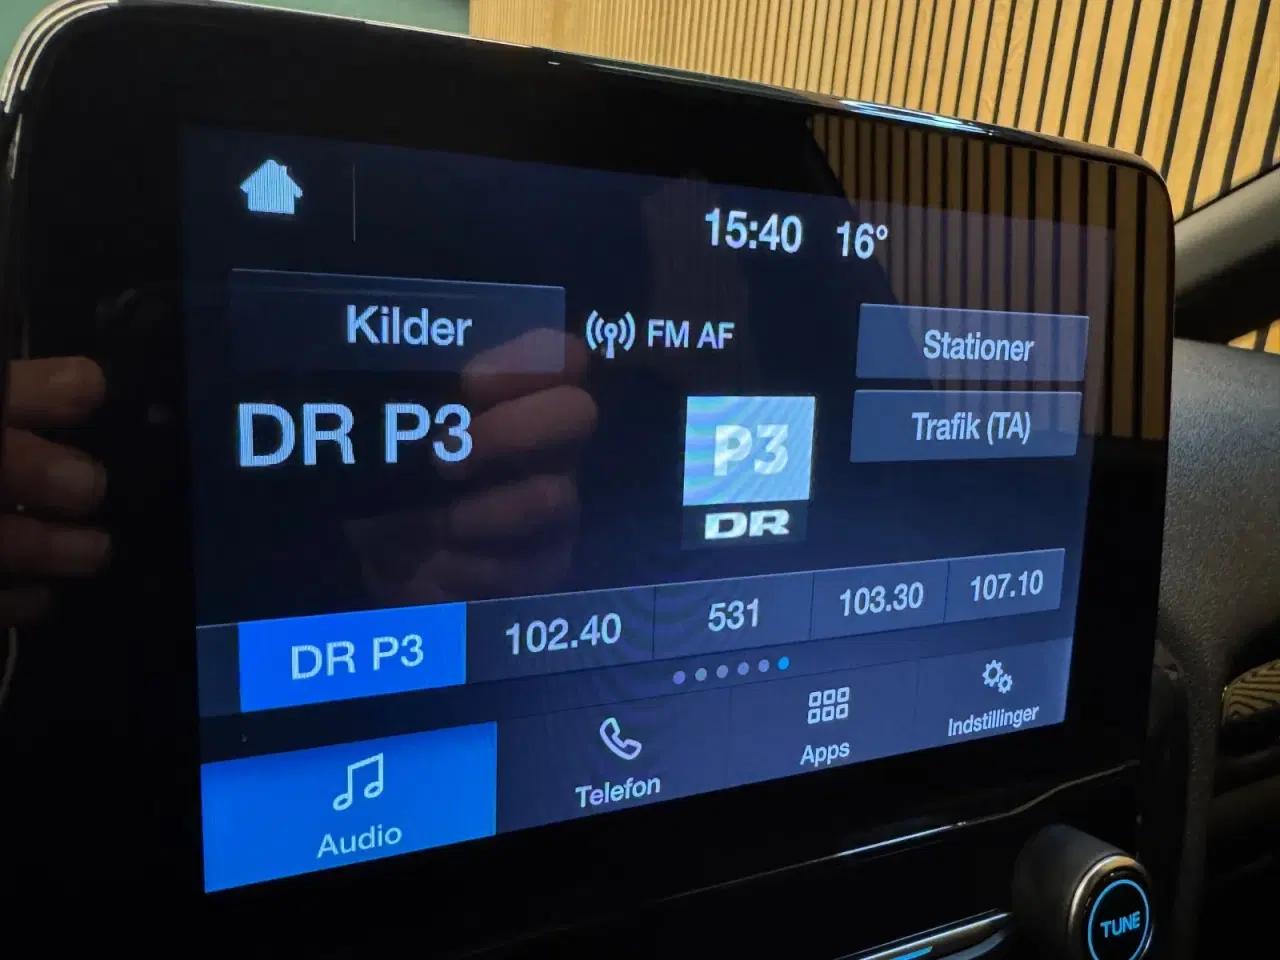 15:40 16°
Kilder
FM AF
Stationer
DR P3
P3
DR
Trafik (TA)
DR P3 102.40 531 103.30 107.10
Audio
Telefon
Apps
Indstillinger
TUNE